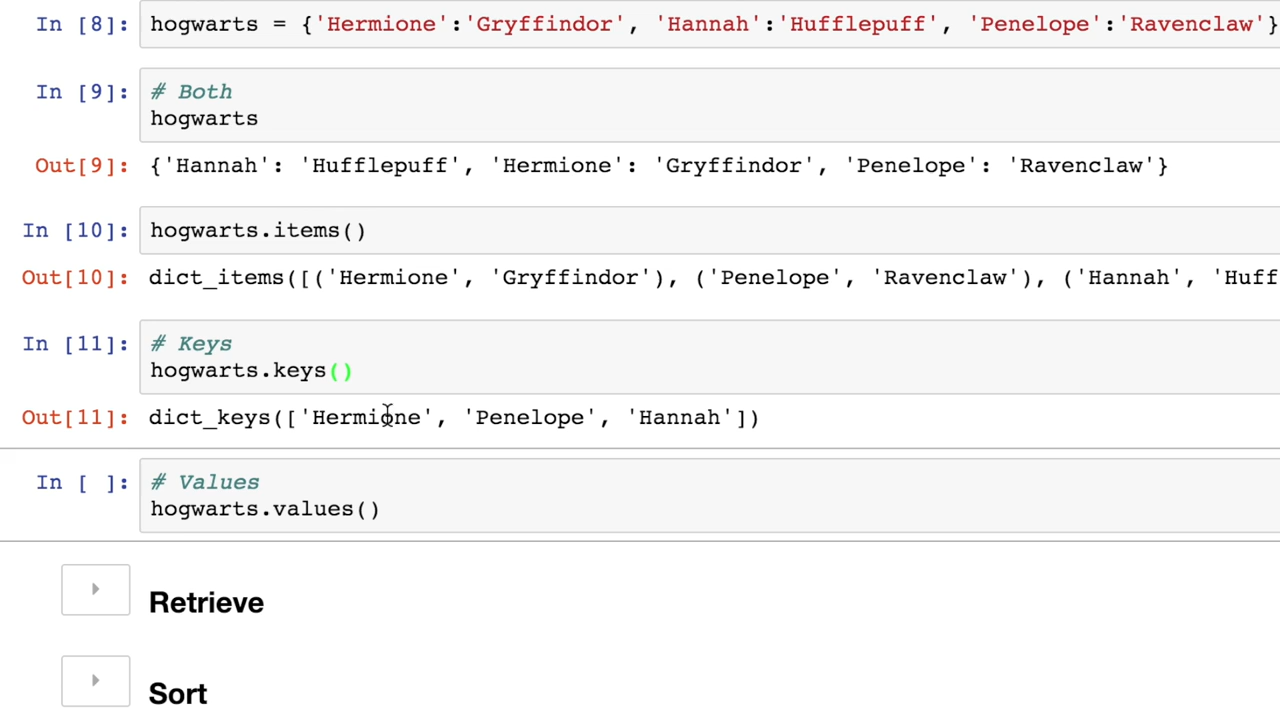 In [8]: hogwarts = {'Hermione':'Gryffindor', 'Hannah':'Hufflepuff', 'Penelope':'Ravenclaw'}
In [9]: # Both
hogwarts
Out[9]: {'Hannah': 'Hufflepuff', 'Hermione': 'Gryffindor', 'Penelope': 'Ravenclaw'}
In [10]: hogwarts.items()
Out[10]: dict_items([('Hermione', 'Gryffindor'), ('Penelope', 'Ravenclaw'), ('Hannah', 'Huff
In [11]: # Keys
hogwarts.keys()
Out[11]: dict_keys(['Hermione', 'Penelope', 'Hannah'])
In [ ]: # Values
hogwarts.values()
Retrieve
Sort